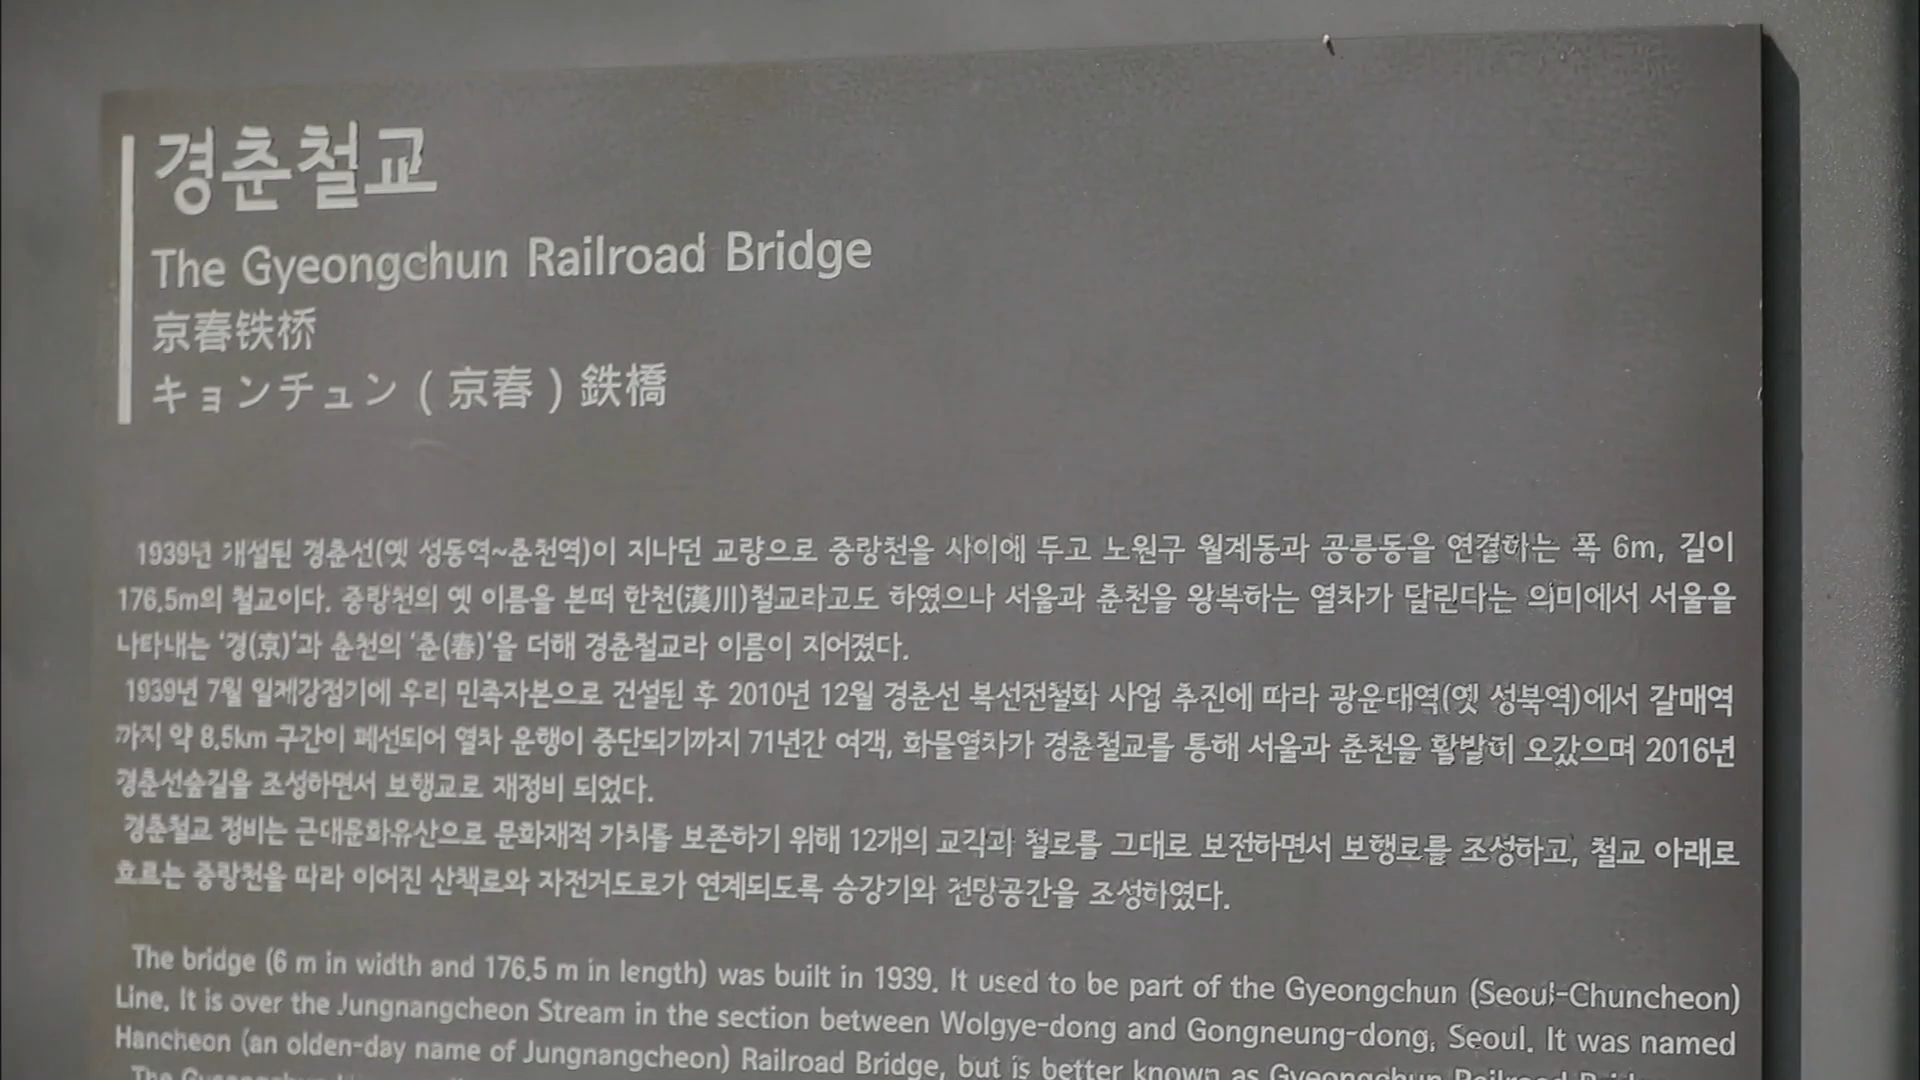 경춘철교
The Gyeongchun Railroad Bridge
京春铁桥
キョンチュン ( 京春 ) 鉄橋
1939년 개설된 경춘선(옛 성동역~춘천역)이 지나던 교량으로 중랑천을 사이에 두고 노원구 월계동과 공릉동을 연결하는 폭 6m, 길이
176.5m의 철교이다. 중랑천의 옛 이름을 본떠 한천(漢川)철교라고도 하였으나 서울과 춘천을 왕복하는 열차가 달린다는 의미에서 서울을
나타내는 '경(京)'과 춘천의 '춘(春)'을 더해 경춘철교라 이름이 지어졌다.
1939년 7월 일제강점기에 우리 민족자본으로 건설된 후 2010년 12월 경춘선 복선전철화 사업 추진에 따라 광운대역(옛 성북역)에서 갈매역
까지 약 8.5km 구간이 폐선되어 열차 운행이 중단되기까지 71년간 여객, 화물열차가 경춘철교를 통해 서울과 춘천을 활발히 오갔으며 2016년
경춘선숲길을 조성하면서 보행교로 재정비 되었다.
경춘철교 정비는 근대문화유산으로 문화재적 가치를 보존하기 위해 12개의 교각과 철로를 그대로 보전하면서 보행로를 조성하고, 철교 아래로
흐르는 중랑천을 따라 이어진 산책로와 자전거도로가 연계되도록 승강기와 전망공간을 조성하였다.
The bridge (6 m in width and 176.5 m in length) was built in 1939. It used to be part of the Gyeongchun (Seoul-Chuncheon)
Line. It is over the Jungnangcheon Stream in the section between Wolgye-dong and Gongneung-dong, Seoul. It was named
Hancheon (an olden-day name of Jungnangcheon) Railroad Bridge, but is better known as Gyeongchun Railroad